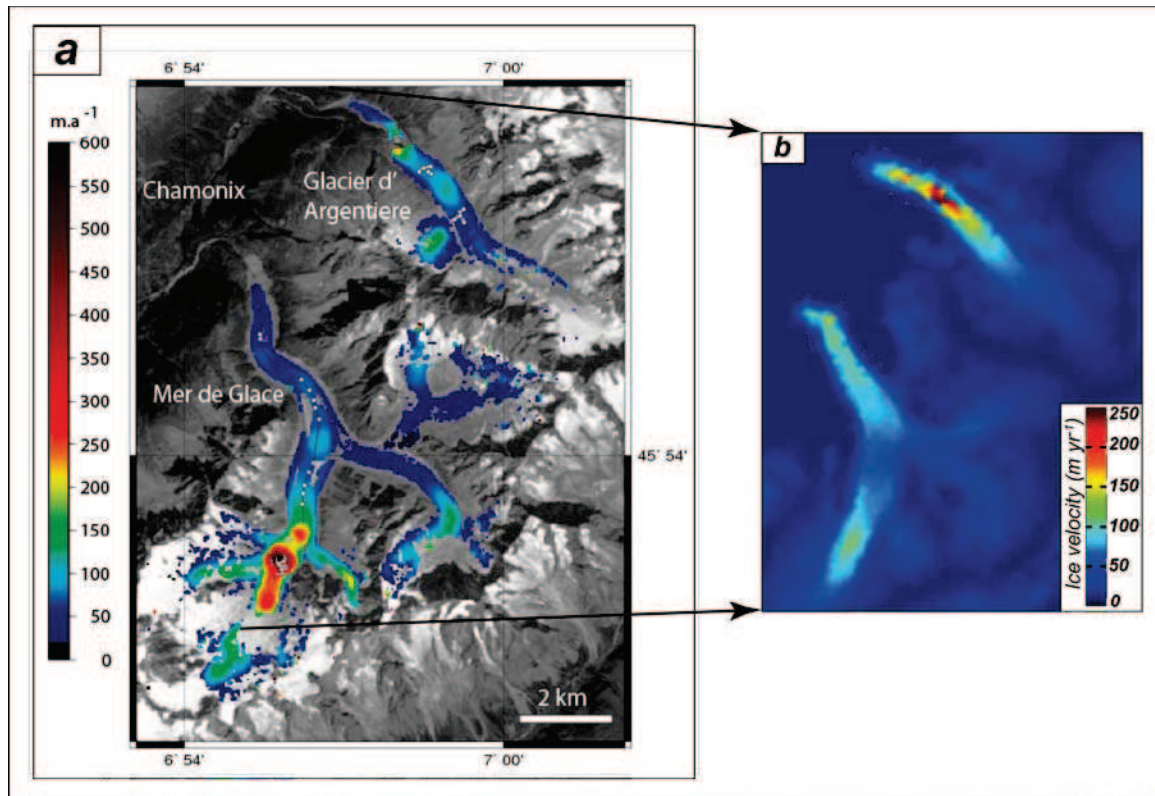 a
6° 54'
7° 00'
m.a⁻¹
600
550
500
450
400
350
300
250
200
150
100
50
0
Chamonix
Glacier d'
Argentiere
Mer de Glace
45° 54'
2 km
6° 54'
7° 00'
b
Ice velocity (m yr⁻¹)
250
200
150
100
50
0